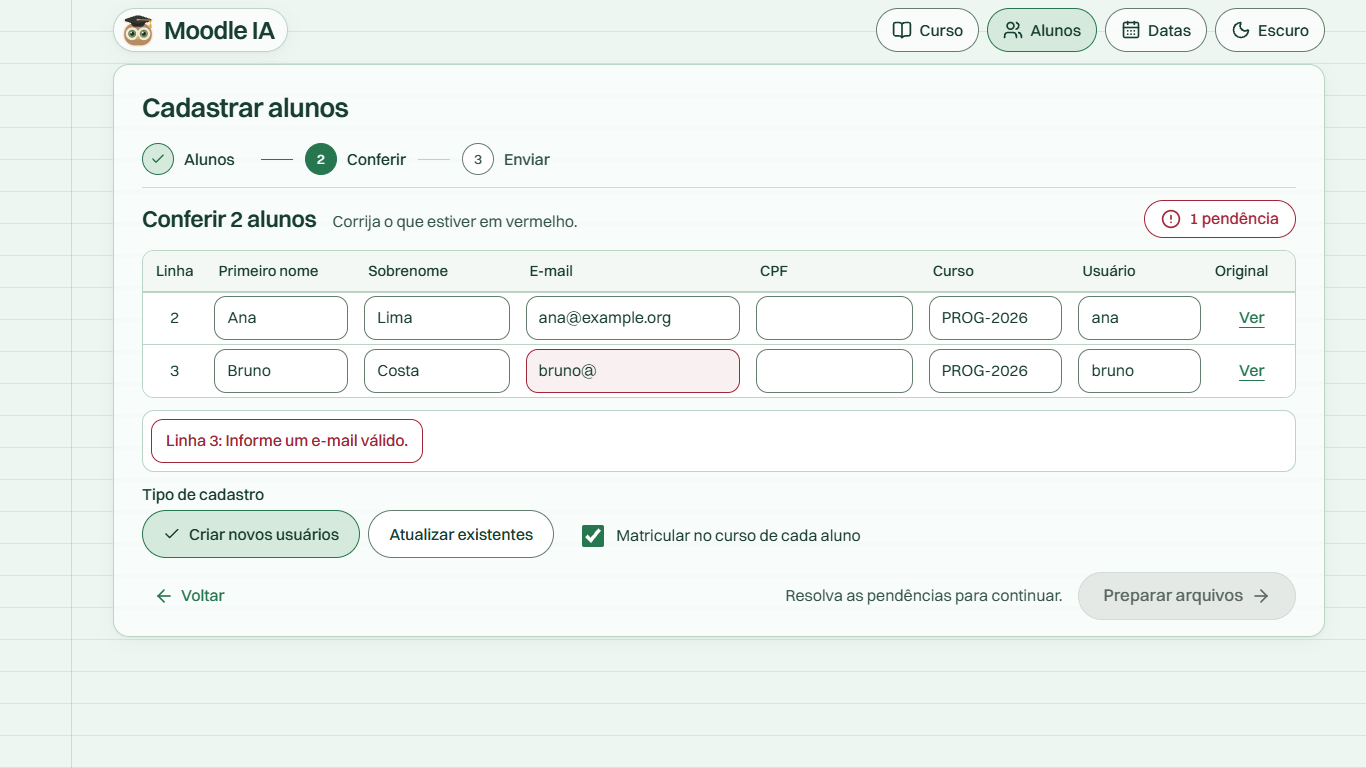 Moodle IA
Curso
Alunos
Datas
Escuro
Cadastrar alunos
Alunos
2 Conferir
3 Enviar
Conferir 2 alunos Corrija o que estiver em vermelho.
1 pendência
Linha Primeiro nome Sobrenome E-mail CPF Curso Usuário Original
2 Ana Lima ana@example.org PROG-2026 ana Ver
3 Bruno Costa bruno@ PROG-2026 bruno Ver
Linha 3: Informe um e-mail válido.
Tipo de cadastro
Criar novos usuários Atualizar existentes Matricular no curso de cada aluno
Voltar Resolva as pendências para continuar. Preparar arquivos